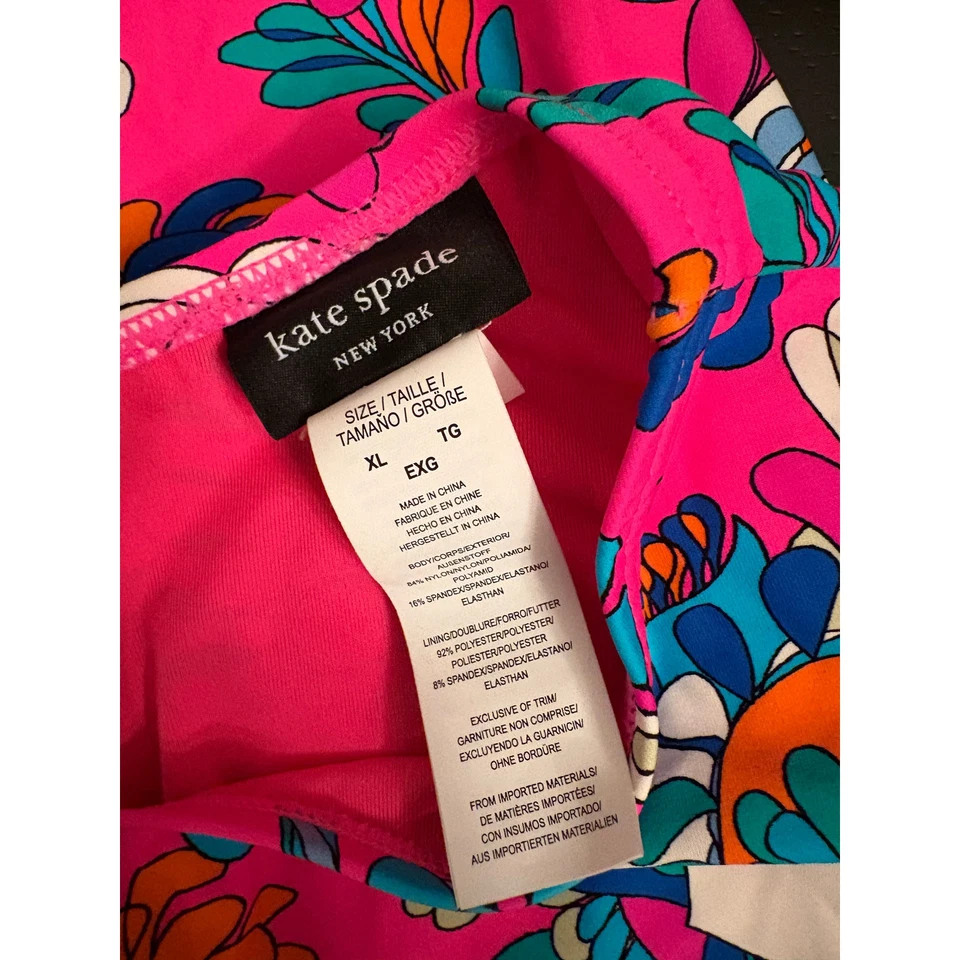 kate spade
NEW YORK
SIZE / TAILLE /
TAMAÑO / GRÖßE
XL TG
EXG
MADE IN CHINA
FABRIQUE EN CHINE
HECHO EN CHINA
HERGESTELLT IN CHINA
BODY/CORPS/EXTERIOR/
AUßENSTOFF
84% NYLON/NYLON/POLIAMIDA/
POLYAMID
16% SPANDEX/SPANDEX/ELASTANO/
ELASTHAN
LINING/DOUBLURE/FORRO/FUTTER
92% POLYESTER/POLYESTER/
POLIESTER/POLYESTER
8% SPANDEX/SPANDEX/ELASTANO/
ELASTHAN
EXCLUSIVE OF TRIM/
GARNITURE NON COMPRISE/
EXCLUYENDO LA GUARNICIN/
OHNE BORDÜRE
FROM IMPORTED MATERIALS/
DE MATIÈRES IMPORTÉES/
CON INSUMOS IMPORTADO/
AUS IMPORTIERTEN MATERIALIEN